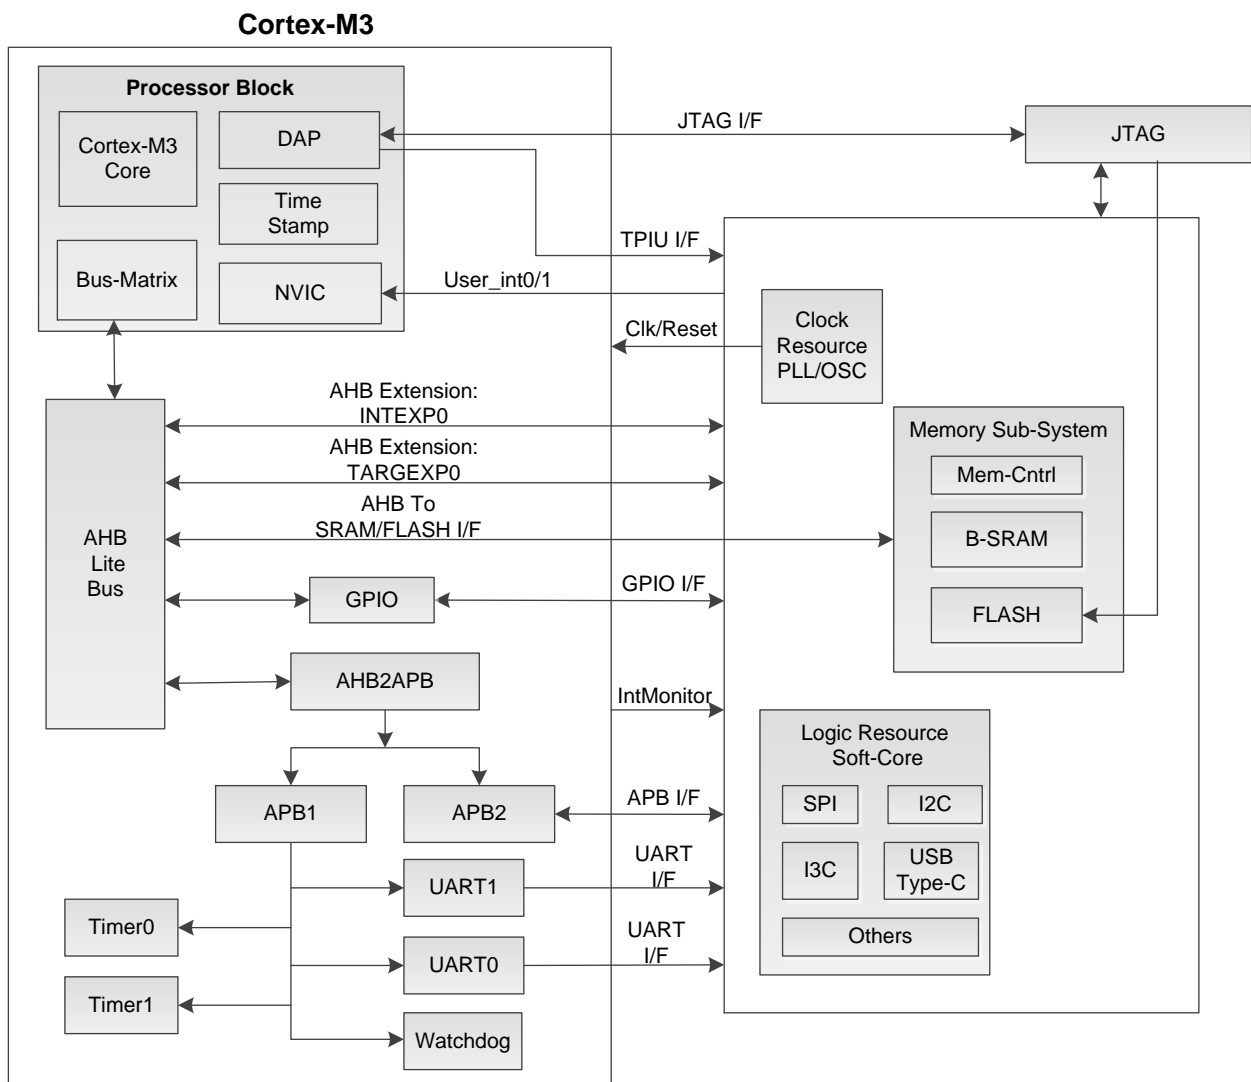 Cortex-M3
Processor Block
Cortex-M3
Core
DAP
Time
Stamp
Bus-Matrix
NVIC
JTAG I/F
JTAG
TPIU I/F
User_int0/1
Clk/Reset
Clock
Resource
PLL/OSC
AHB Extension:
INTEXP0
AHB Extension:
TARGEXP0
AHB To
SRAM/FLASH I/F
AHB
Lite
Bus
GPIO
GPIO I/F
Memory Sub-System
Mem-Cntrl
B-SRAM
FLASH
AHB2APB
IntMonitor
APB1
APB2
APB I/F
Logic Resource
Soft-Core
SPI
I2C
I3C
USB
Type-C
Others
UART1
UART
I/F
Timer0
UART0
UART
I/F
Timer1
Watchdog